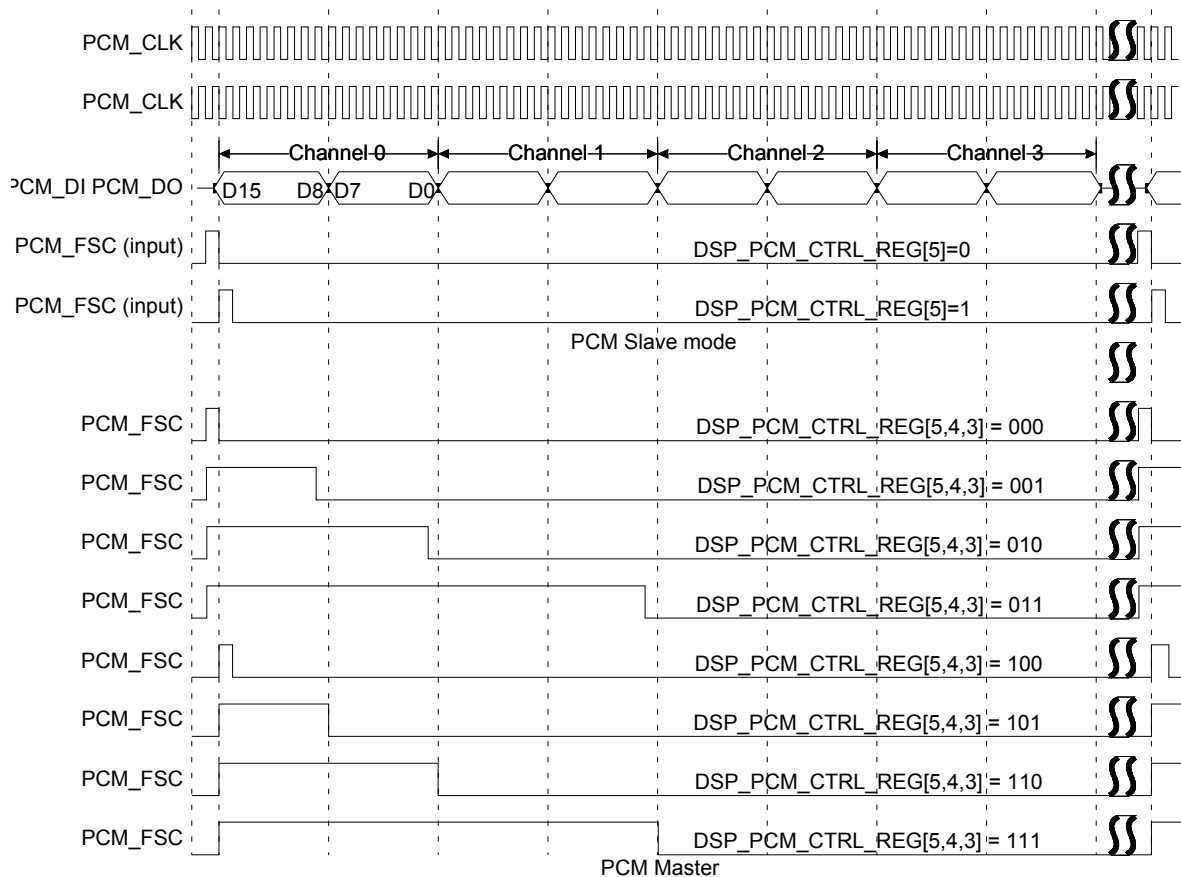 PCM_CLK
PCM_CLK
Channel 0 Channel 1 Channel 2 Channel 3
PCM_DI PCM_DO D15 D8 D7 D0
PCM_FSC (input) DSP_PCM_CTRL_REG[5]=0
PCM_FSC (input) DSP_PCM_CTRL_REG[5]=1
PCM Slave mode
PCM_FSC DSP_PCM_CTRL_REG[5,4,3] = 000
PCM_FSC DSP_PCM_CTRL_REG[5,4,3] = 001
PCM_FSC DSP_PCM_CTRL_REG[5,4,3] = 010
PCM_FSC DSP_PCM_CTRL_REG[5,4,3] = 011
PCM_FSC DSP_PCM_CTRL_REG[5,4,3] = 100
PCM_FSC DSP_PCM_CTRL_REG[5,4,3] = 101
PCM_FSC DSP_PCM_CTRL_REG[5,4,3] = 110
PCM_FSC DSP_PCM_CTRL_REG[5,4,3] = 111
PCM Master